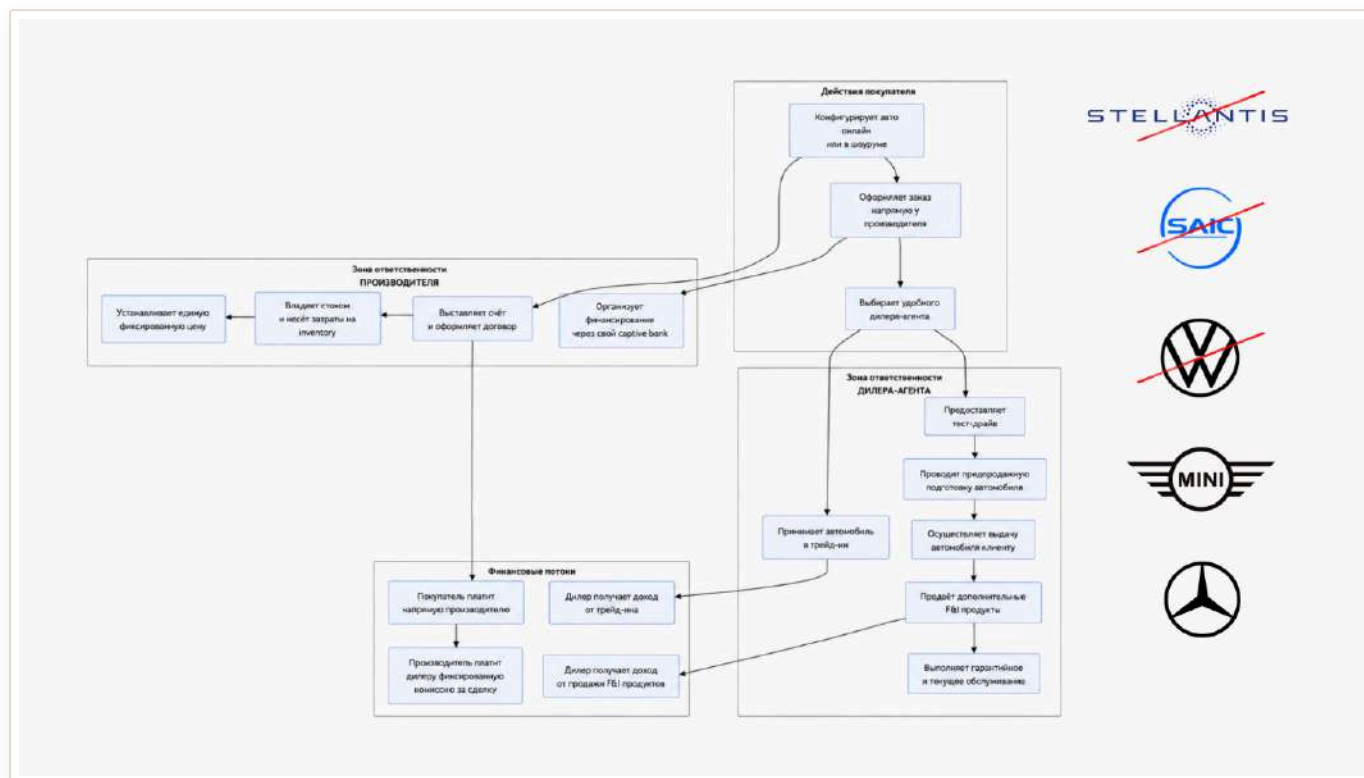 Действия покупателя
Конфигурирует авто
онлайн
или в шоуруме
Оформляет заказ
напрямую у
производителя
Выбирает удобного
дилера-агента
Зона ответственности
ПРОИЗВОДИТЕЛЯ
Устанавливает единую
фиксированную цену
Владеет стоком
и несёт затраты на
inventory
Выставляет счёт
и оформляет договор
Организует
финансирование
через свой captive bank
Зона ответственности
ДИЛЕРА-АГЕНТА
Предоставляет
тест-драйв
Проводит предпродажную
подготовку автомобиля
Принимает автомобиль
в трейд-ин
Осуществляет выдачу
автомобиля клиенту
Продаёт дополнительные
F&I продукты
Выполняет гарантийное
и текущее обслуживание
Финансовые потоки
Покупатель платит
напрямую производителю
Дилер получает доход
от трейд-ина
Производитель платит
дилеру фиксированную
комиссию за сделку
Дилер получает доход
от продажи F&I продуктов
STELLANTIS
SAIC
VW
MINI